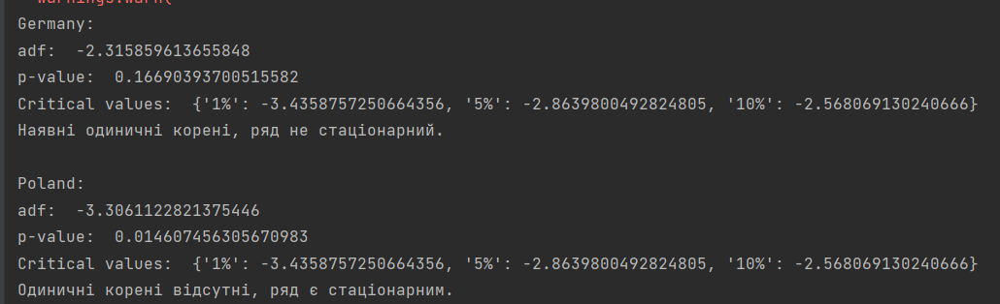 warnings.warn(
Germany:
adf:  -2.315859613655848
p-value:  0.16690393700515582
Critical values:  {'1%': -3.4358757250664356, '5%': -2.8639800492824805, '10%': -2.568069130240666}
Наявні одиничні корені, ряд не стаціонарний.
Poland:
adf:  -3.3061122821375446
p-value:  0.014607456305670983
Critical values:  {'1%': -3.4358757250664356, '5%': -2.8639800492824805, '10%': -2.568069130240666}
Одиничні корені відсутні, ряд є стаціонарним.